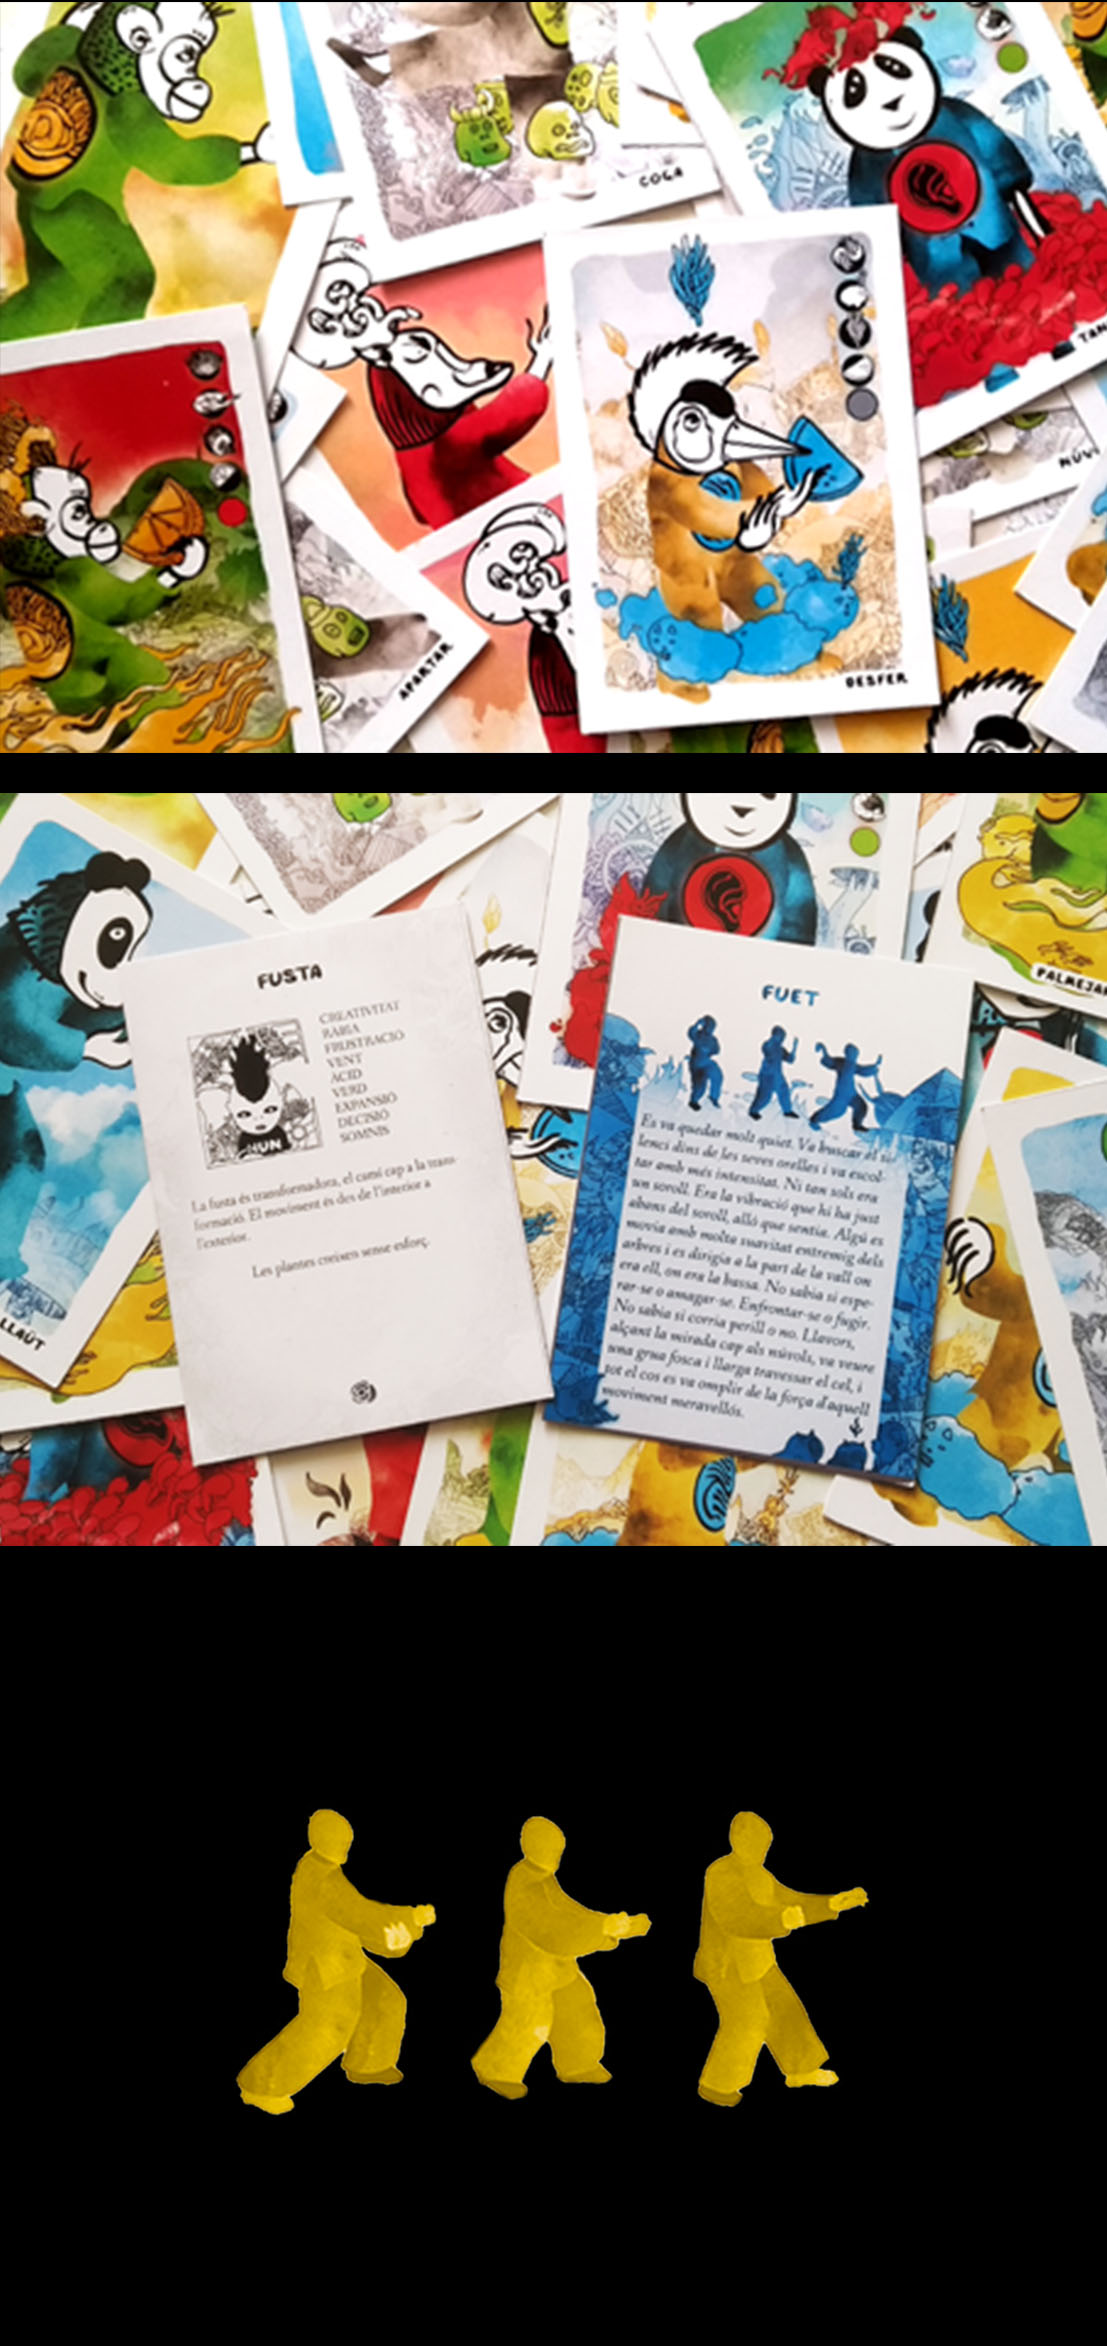 COGA
TAN
NÚVI
APARTAR
DESFER
PALMEJAR
FUSTA
CREATIVITAT
RÀBIA
FRUSTRACIÓ
VENT
ÀCID
VERD
EXPANSIÓ
DECISIÓ
SOMNIS
NUN
La fusta és transformadora, el camí cap a la trans-
formació. El moviment és des de l'interior a
l'exterior.
Les plantes creixen sense esforç.
FUET
Es va quedar molt quiet. Va buscar el si-
lenci dins de les seves orelles i va escol-
tar amb més intensitat. Ni tan sols era
un soroll. Era la vibració que hi ha just
abans del soroll, allò que sentia. Algú es
movia amb molta suavitat entremig dels
arbres i es dirigia a la part de la vall on
era ell, on era la bassa. No sabia si espe-
rar-se o amagar-se. Enfrontar-se o fugir.
No sabia si corria perill o no. Llavors,
alçant la mirada cap als núvols, va veure
una grua fosca i llarga travessar el cel, i
tot el cos es va omplir de la força d'aquell
moviment meravellós.
LLAÜT